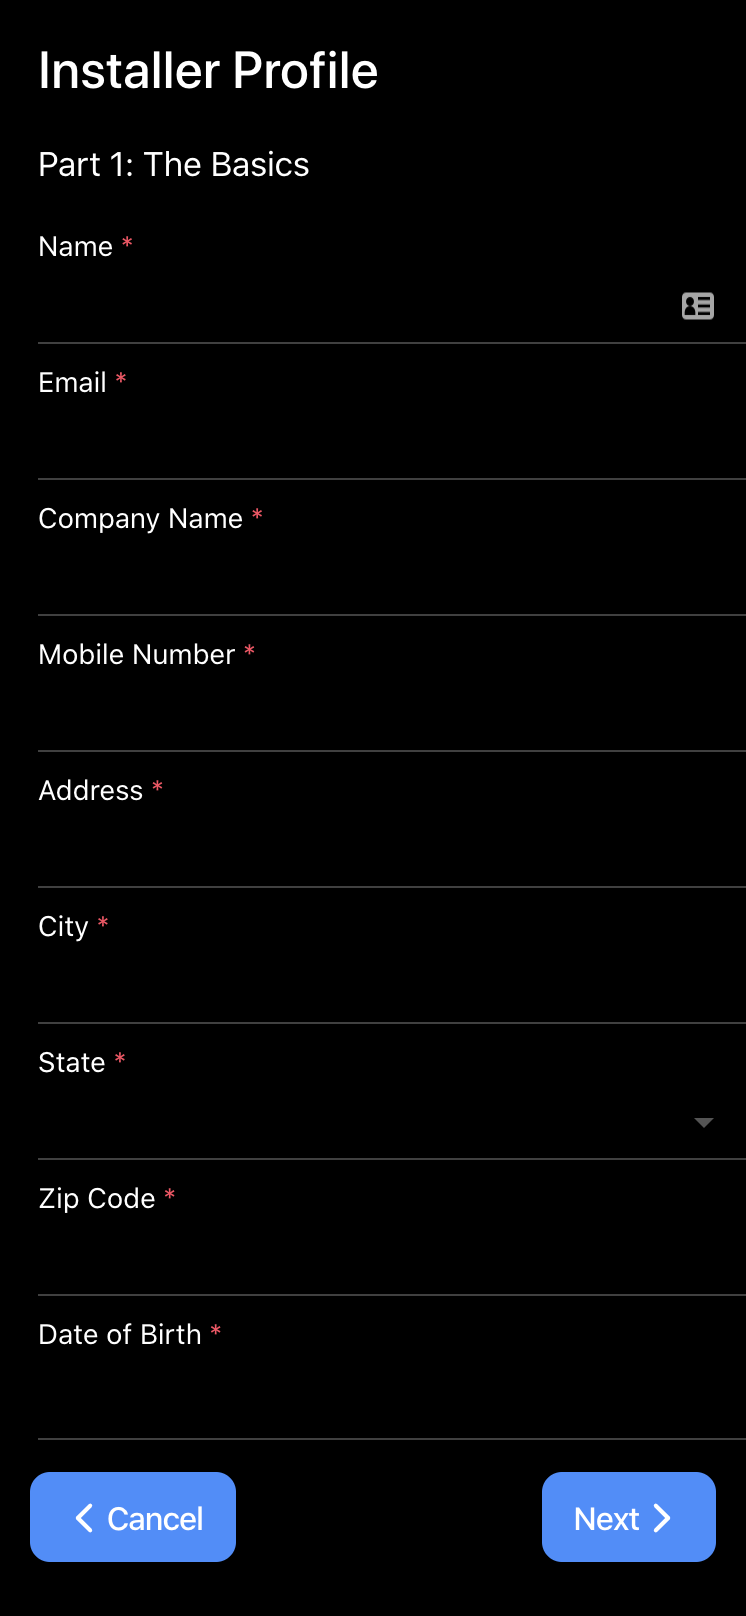 Installer Profile
Part 1: The Basics
Name *
Email *
Company Name *
Mobile Number *
Address *
City *
State *
Zip Code *
Date of Birth *
Cancel
Next